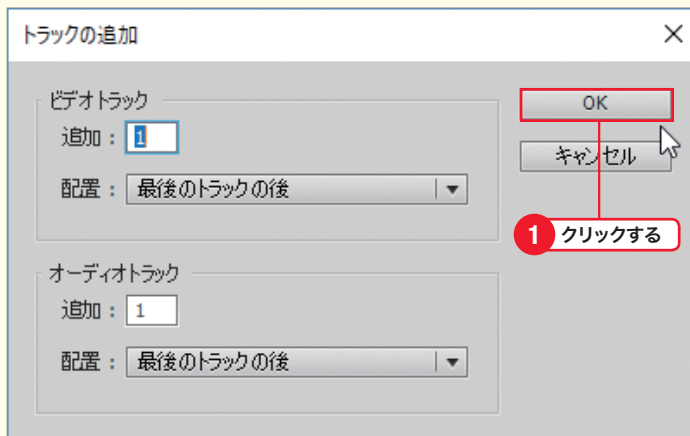 トラックの追加
ビデオトラック
追加： 1
配置： 最後のトラックの後
OK
キャンセル
1 クリックする
オーディオトラック
追加： 1
配置： 最後のトラックの後